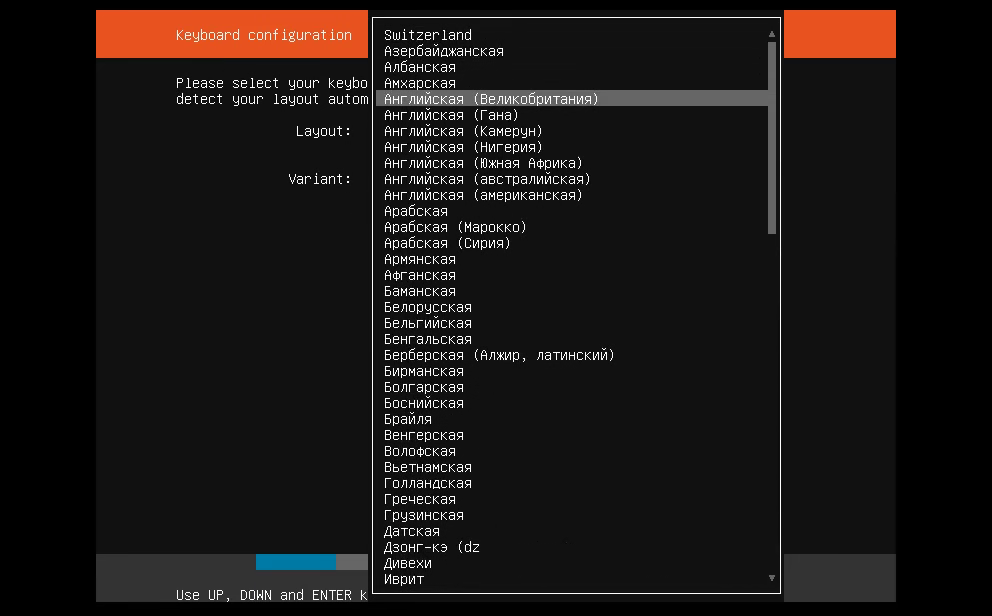 Keyboard configuration
Please select your keybo
detect your layout autom
Layout:
Variant:
Switzerland
Азербайджанская
Албанская
Амхарская
Английская (Великобритания)
Английская (Гана)
Английская (Камерун)
Английская (Нигерия)
Английская (Южная Африка)
Английская (австралийская)
Английская (американская)
Арабская
Арабская (Марокко)
Арабская (Сирия)
Армянская
Афганская
Баманская
Белорусская
Бельгийская
Бенгальская
Берберская (Алжир, латинский)
Бирманская
Болгарская
Боснийская
Брайля
Венгерская
Волофская
Вьетнамская
Голландская
Греческая
Грузинская
Датская
Дзонг-кэ (dz
Дивехи
Иврит
Use UP, DOWN and ENTER k